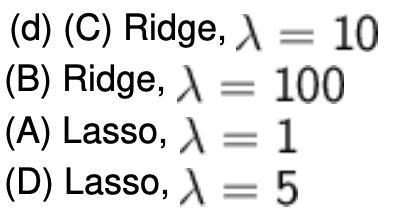 (d) (C) Ridge, λ = 10
(B) Ridge, λ = 100
(A) Lasso, λ = 1
(D) Lasso, λ = 5